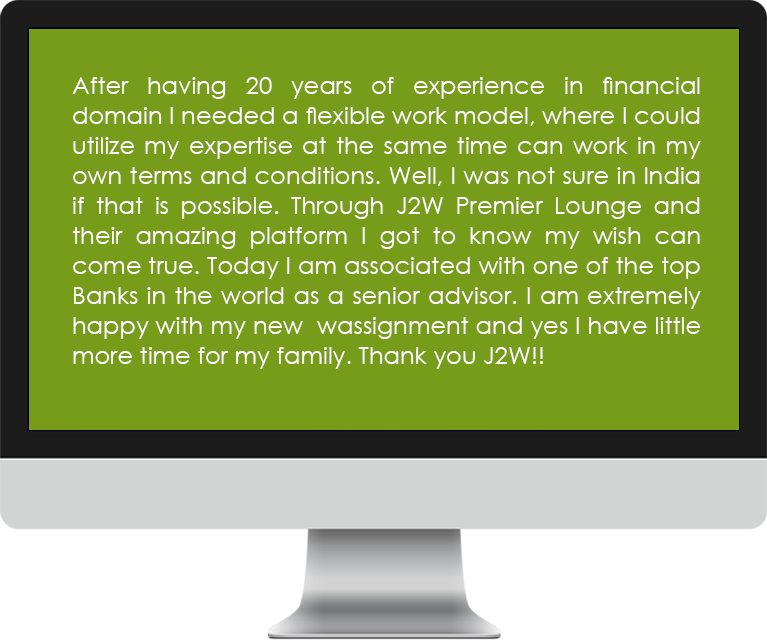 After having 20 years of experience in financial
domain I needed a flexible work model, where I could
utilize my expertise at the same time can work in my
own terms and conditions. Well, I was not sure in India
if that is possible. Through J2W Premier Lounge and
their amazing platform I got to know my wish can
come true. Today I am associated with one of the top
Banks in the world as a senior advisor. I am extremely
happy with my new  wassignment and yes I have little
more time for my family. Thank you J2W!!